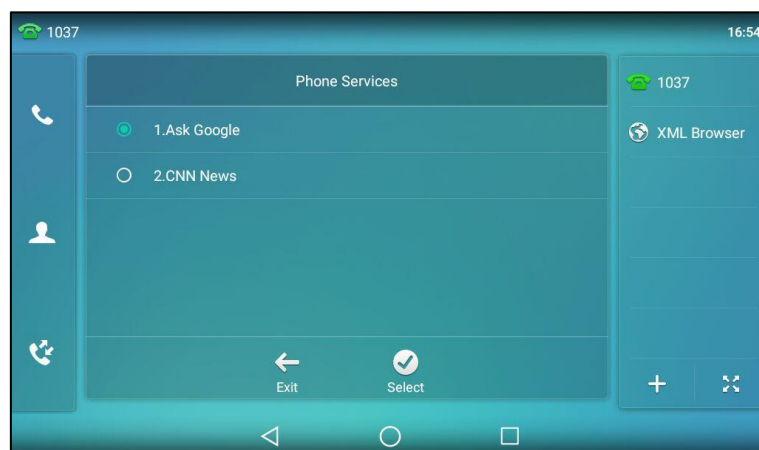 1037
16:54
Phone Services
1037
1.Ask Google
XML Browser
2.CNN News
Exit
Select